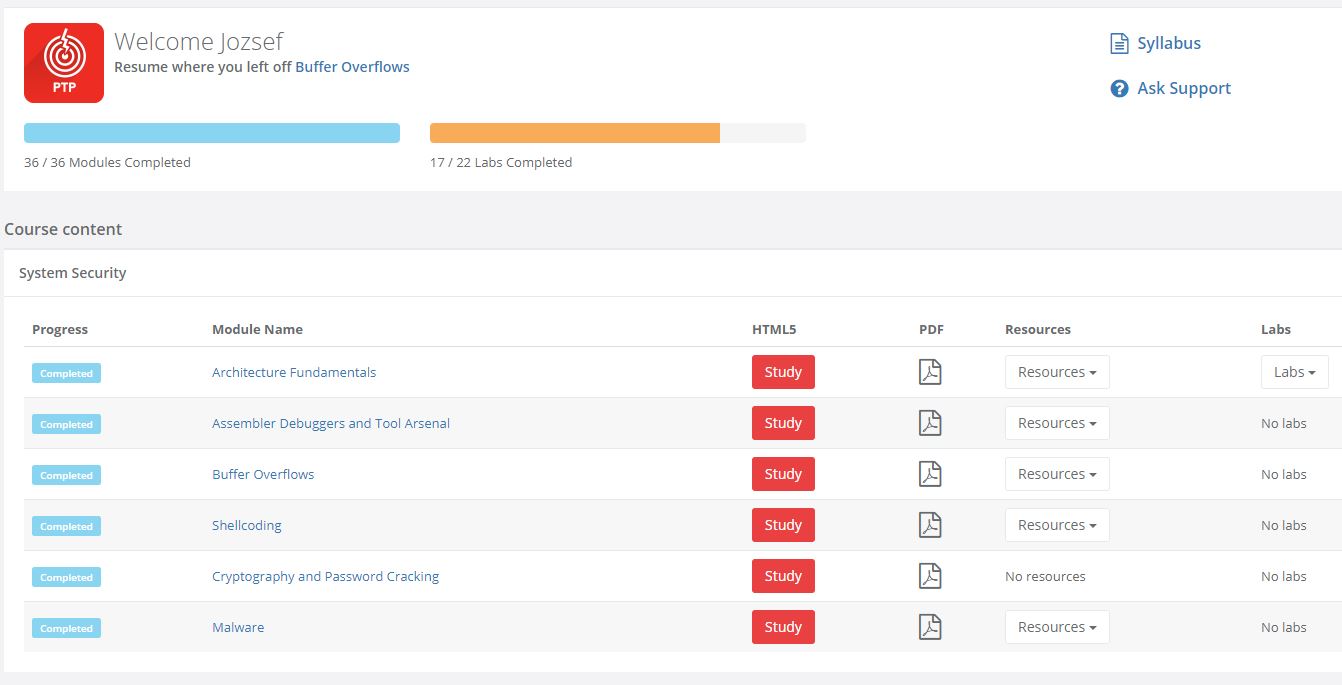 PTP
Welcome Jozsef
Resume where you left off Buffer Overflows
Syllabus
Ask Support
36 / 36 Modules Completed
17 / 22 Labs Completed
Course content
System Security
Progress Module Name HTML5 PDF Resources Labs
Completed Architecture Fundamentals Study Resources Labs
Completed Assembler Debuggers and Tool Arsenal Study Resources No labs
Completed Buffer Overflows Study Resources No labs
Completed Shellcoding Study Resources No labs
Completed Cryptography and Password Cracking Study No resources No labs
Completed Malware Study Resources No labs